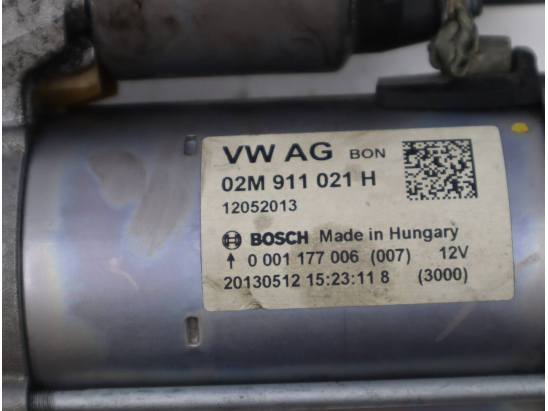 VW AG BON
02M 911 021 H
12052013
BOSCH Made in Hungary
↑ 0 001 177 006 (007) 12V
20130512 15:23:11 8 (3000)